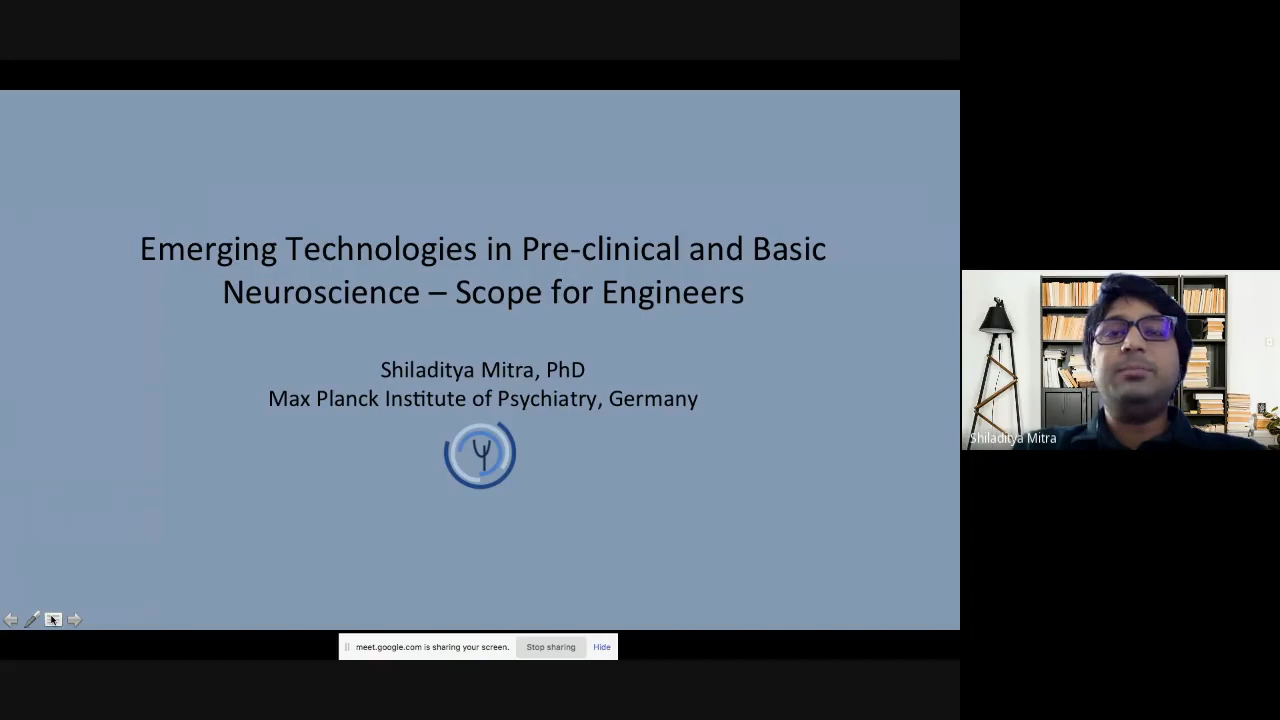 Emerging Technologies in Pre-clinical and Basic
Neuroscience – Scope for Engineers
Shiladitya Mitra, PhD
Max Planck Institute of Psychiatry, Germany
Shiladitya Mitra
meet.google.com is sharing your screen.
Stop sharing
Hide